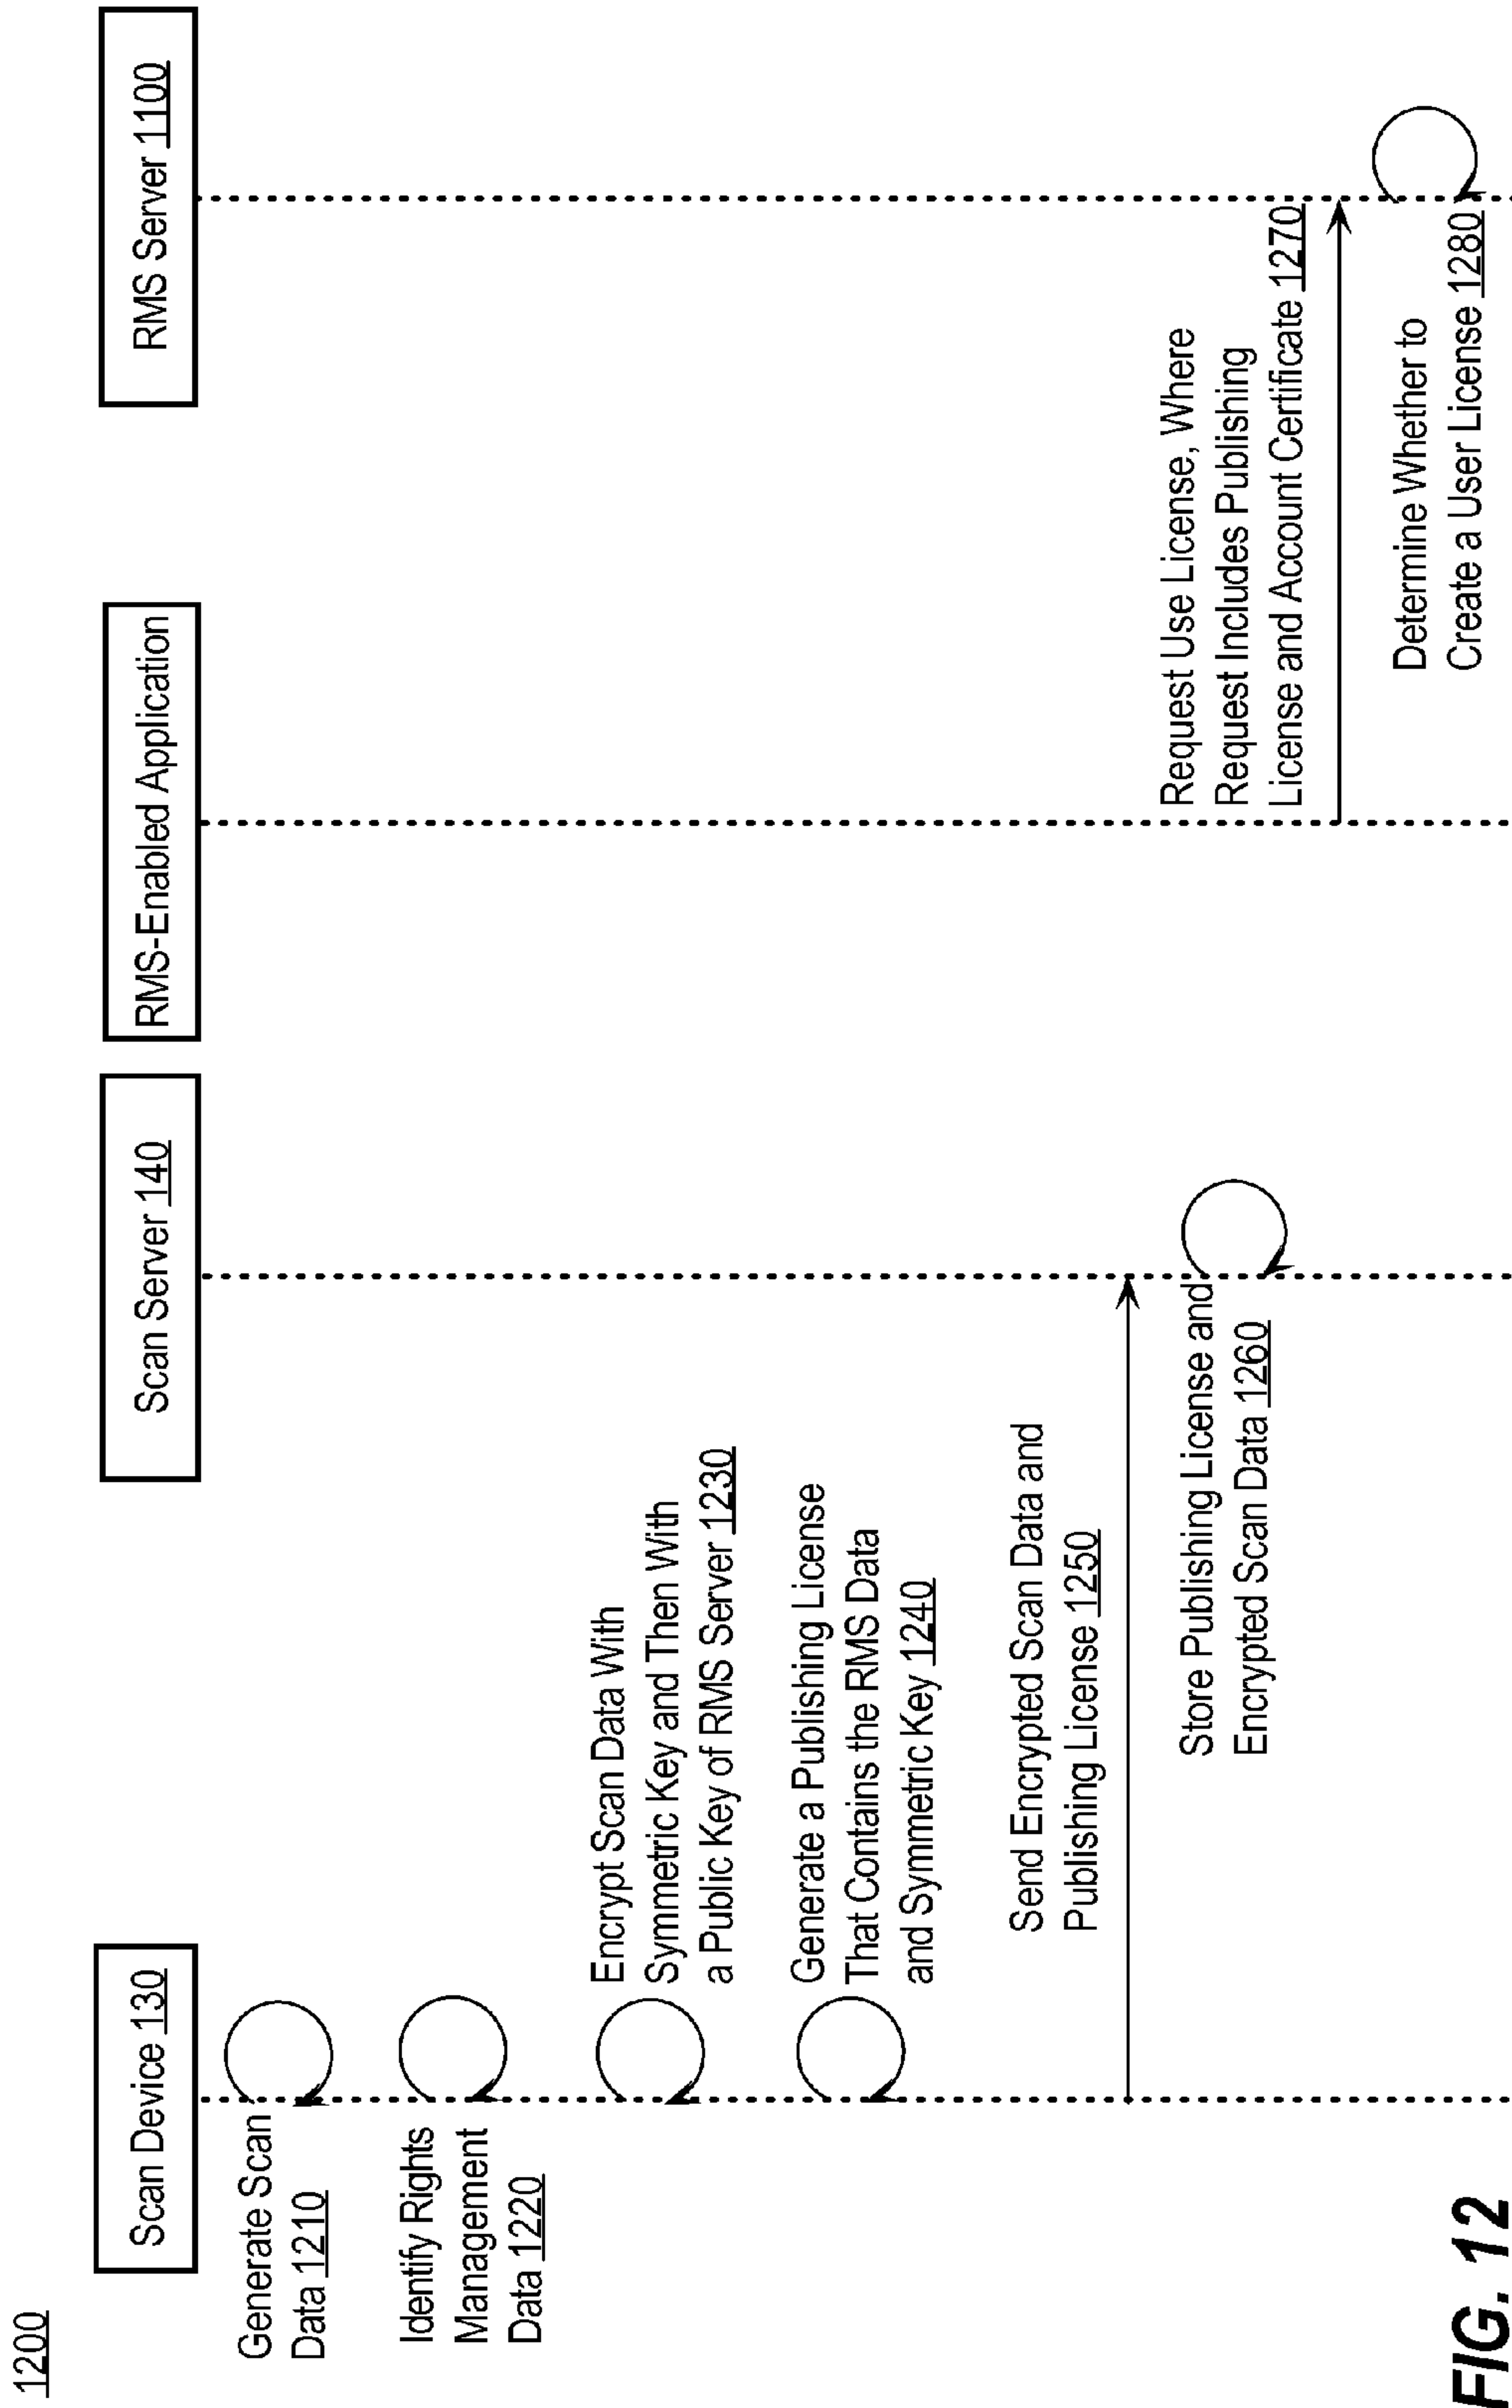 1200
Scan Device 130
Scan Server 140
RMS-Enabled Application
RMS Server 1100
Generate Scan
Data 1210
Identify Rights
Management
Data 1220
Encrypt Scan Data With
Symmetric Key and Then With
a Public Key of RMS Server 1230
Generate a Publishing License
That Contains the RMS Data
and Symmetric Key 1240
Send Encrypted Scan Data and
Publishing License 1250
Store Publishing License and
Encrypted Scan Data 1260
Request Use License, Where
Request Includes Publishing
License and Account Certificate 1270
Determine Whether to
Create a User License 1280
FIG. 12